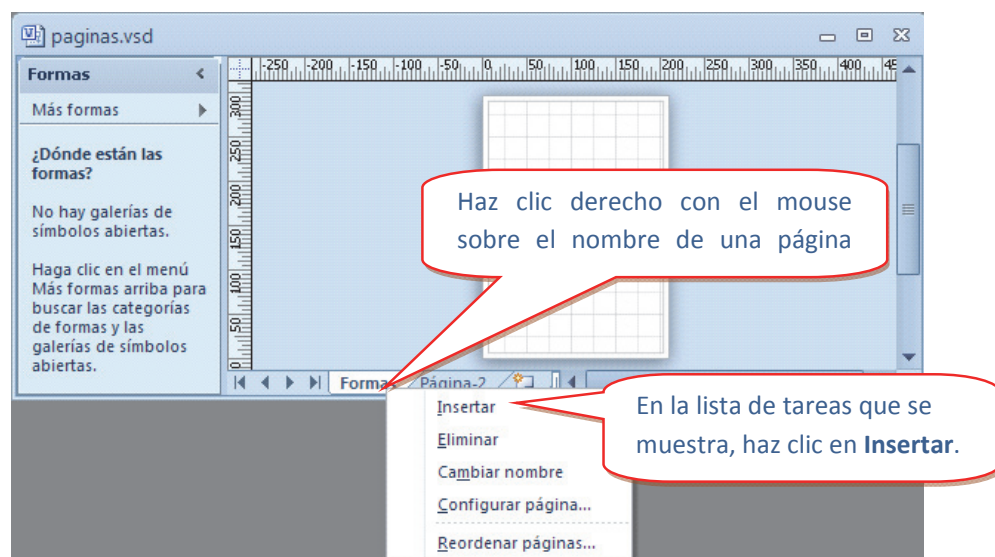 paginas.vsd
Formas
Más formas
¿Dónde están las
formas?
No hay galerías de
símbolos abiertas.
Haga clic en el menú
Más formas arriba para
buscar las categorías
de formas y las
galerías de símbolos
abiertas.
-250 -200 -150 -100 -50 0 50 100 150 200 250 300 350 400 45
300
250
200
150
100
50
0
Haz clic derecho con el mouse
sobre el nombre de una página
Formas Página-2
Insertar
Eliminar
Cambiar nombre
Configurar página...
Reordenar páginas...
En la lista de tareas que se
muestra, haz clic en Insertar.